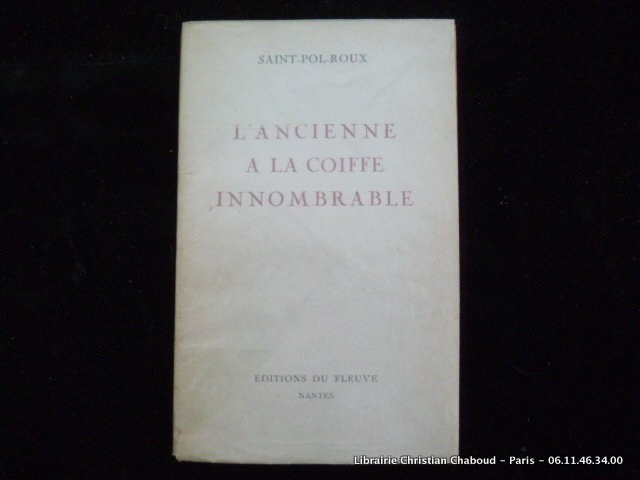 SAINT-POL-ROUX
L'ANCIENNE
A LA COIFFE
INNOMBRABLE
ÉDITIONS DU FLEUVE
NANTES
Librairie Christian Chaboud - Paris - 06.11.46.34.00